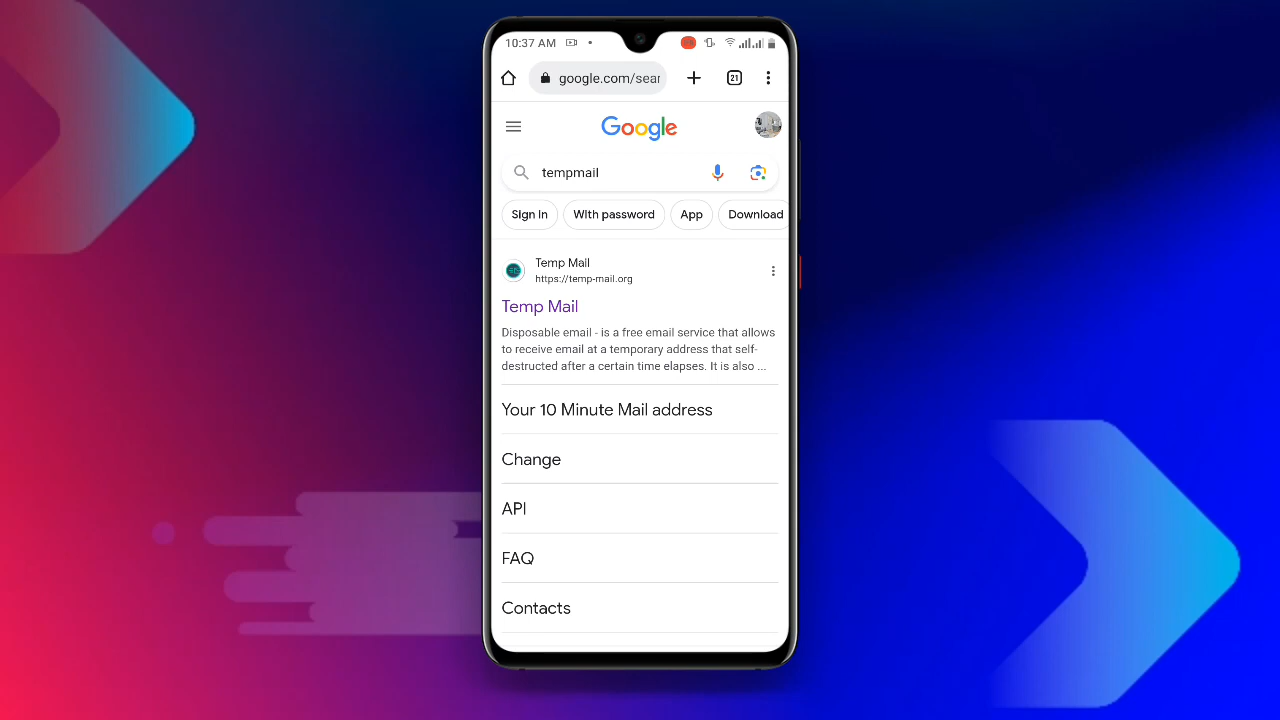 10:37 AM
google.com/sear
21
Google
tempmail
Sign in
With password
App
Download
Temp Mail
https://temp-mail.org
Temp Mail
Disposable email - is a free email service that allows
to receive email at a temporary address that self-
destructed after a certain time elapses. It is also ...
Your 10 Minute Mail address
Change
API
FAQ
Contacts